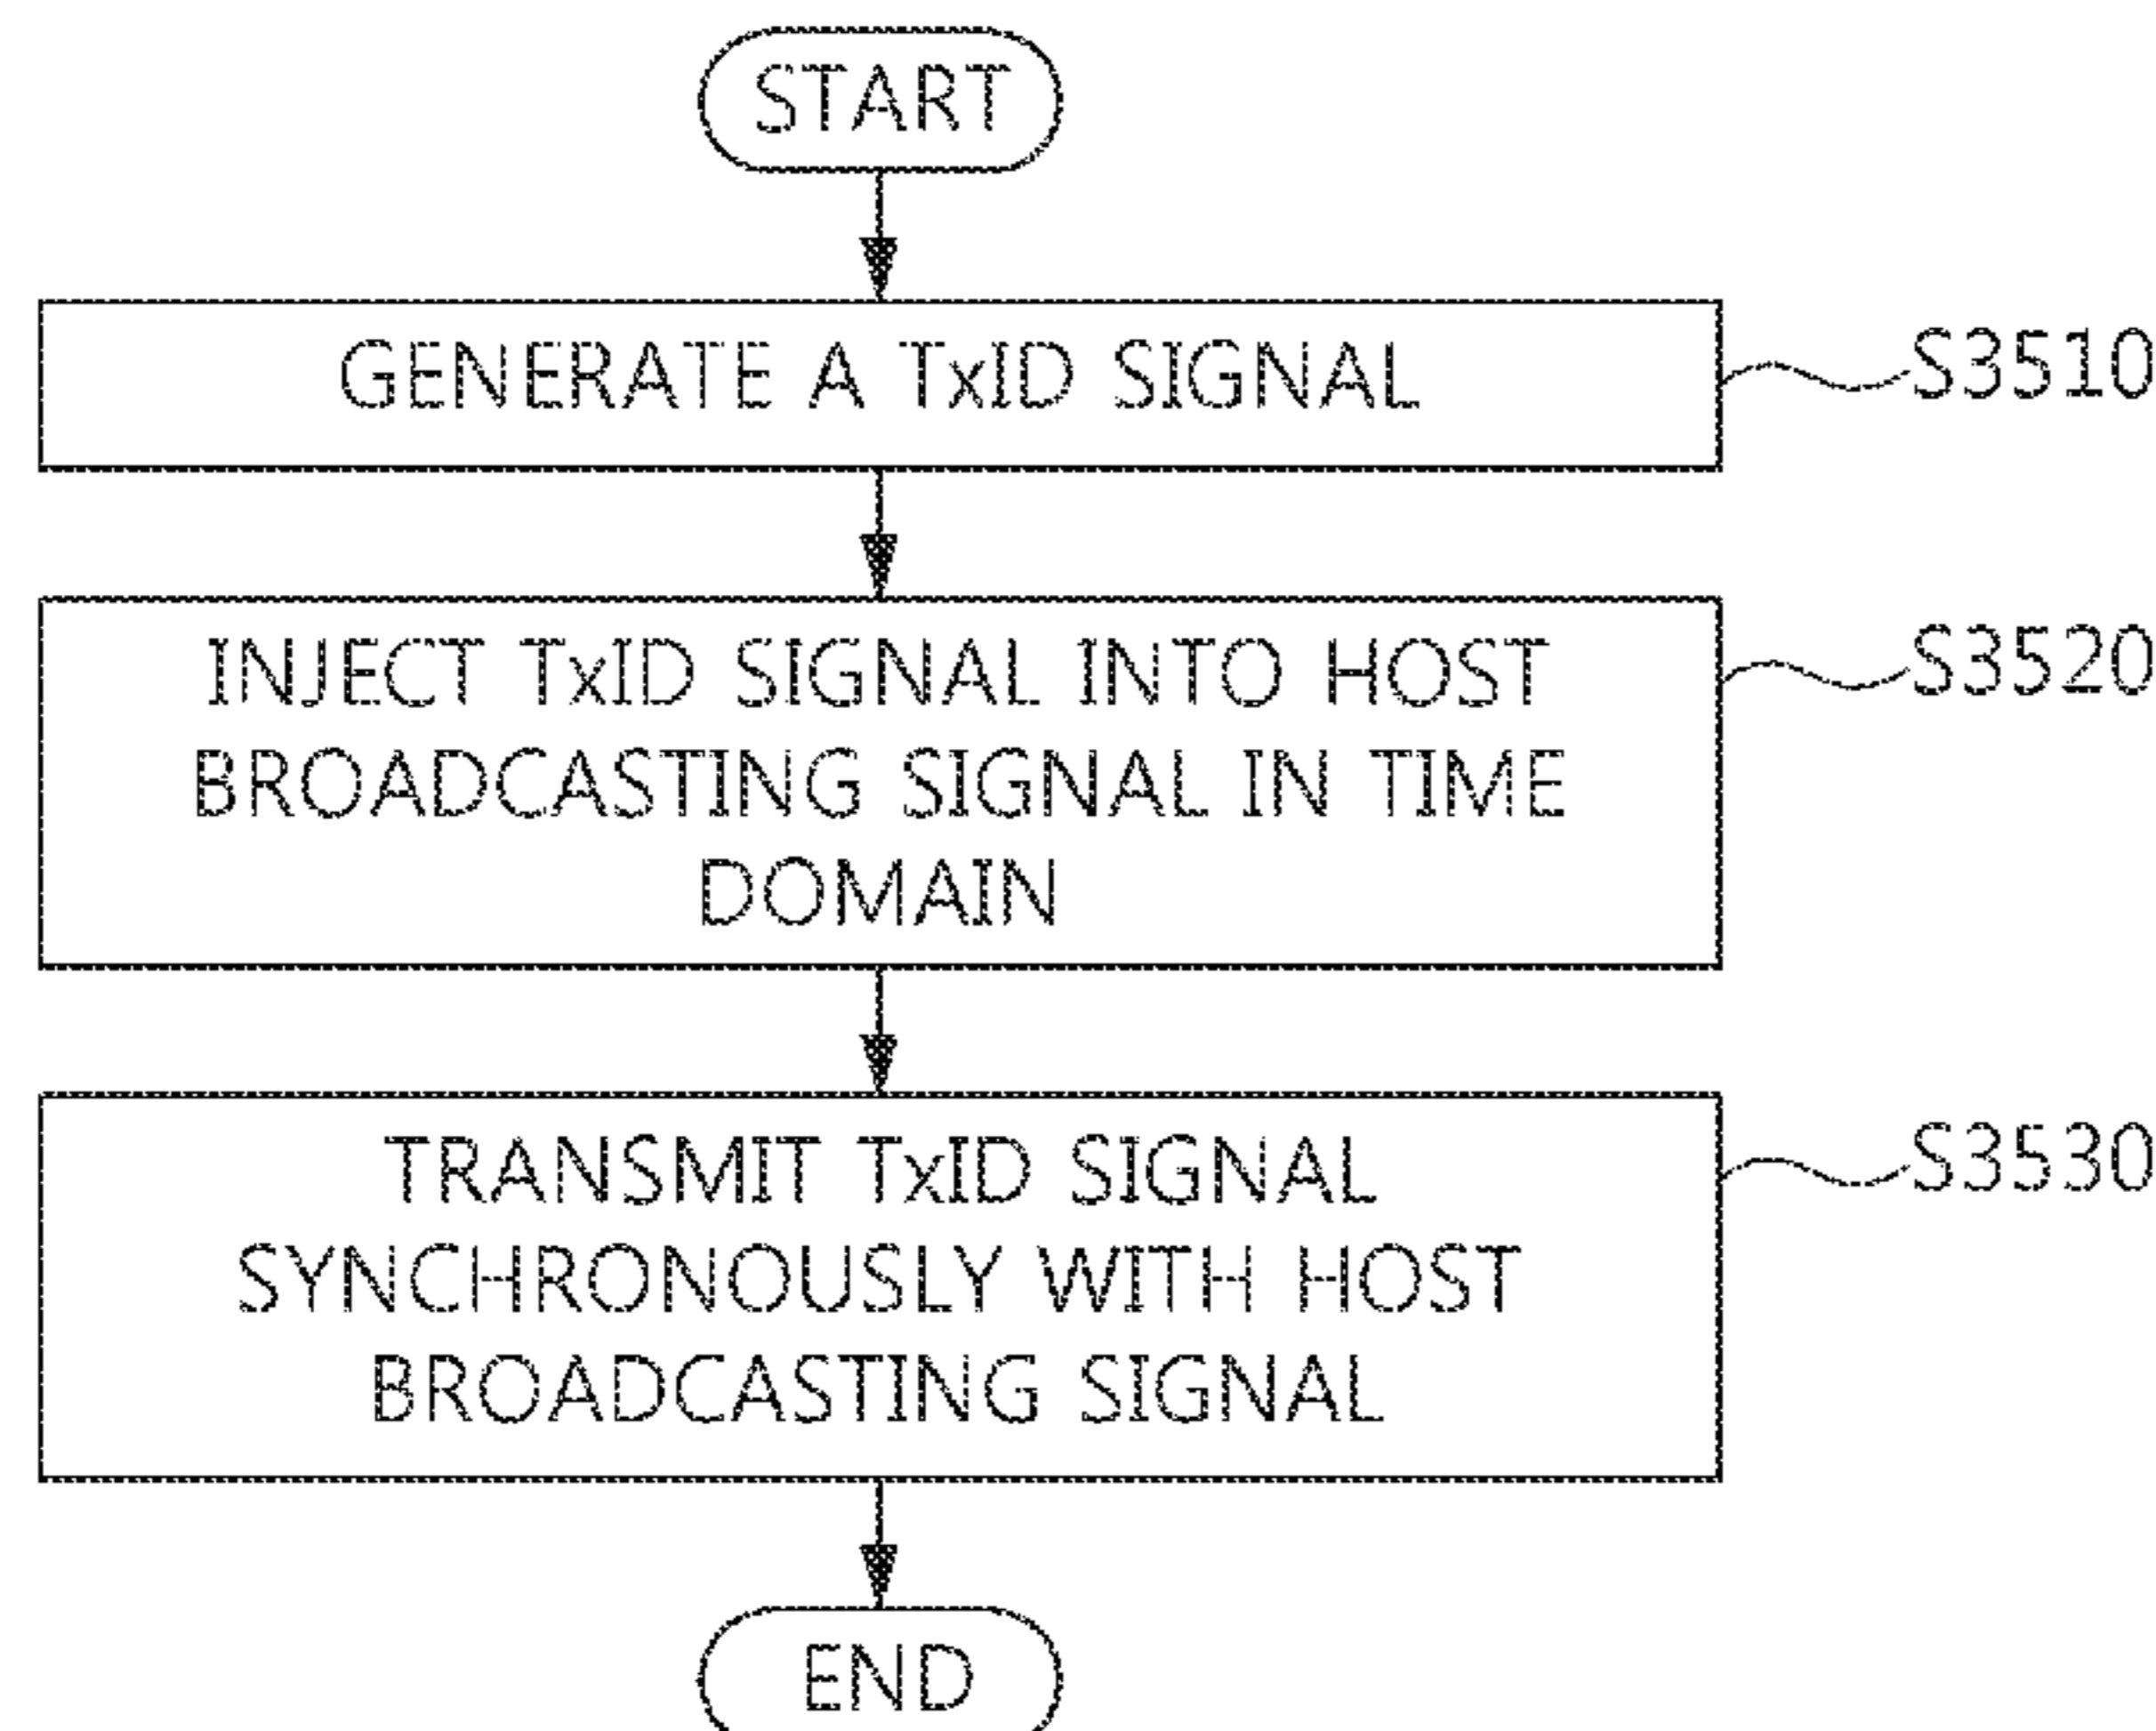 START
GENERATE A TxID SIGNAL
S3510
INJECT TxID SIGNAL INTO HOST
BROADCASTING SIGNAL IN TIME
DOMAIN
S3520
TRANSMIT TxID SIGNAL
SYNCHRONOUSLY WITH HOST
BROADCASTING SIGNAL
S3530
END